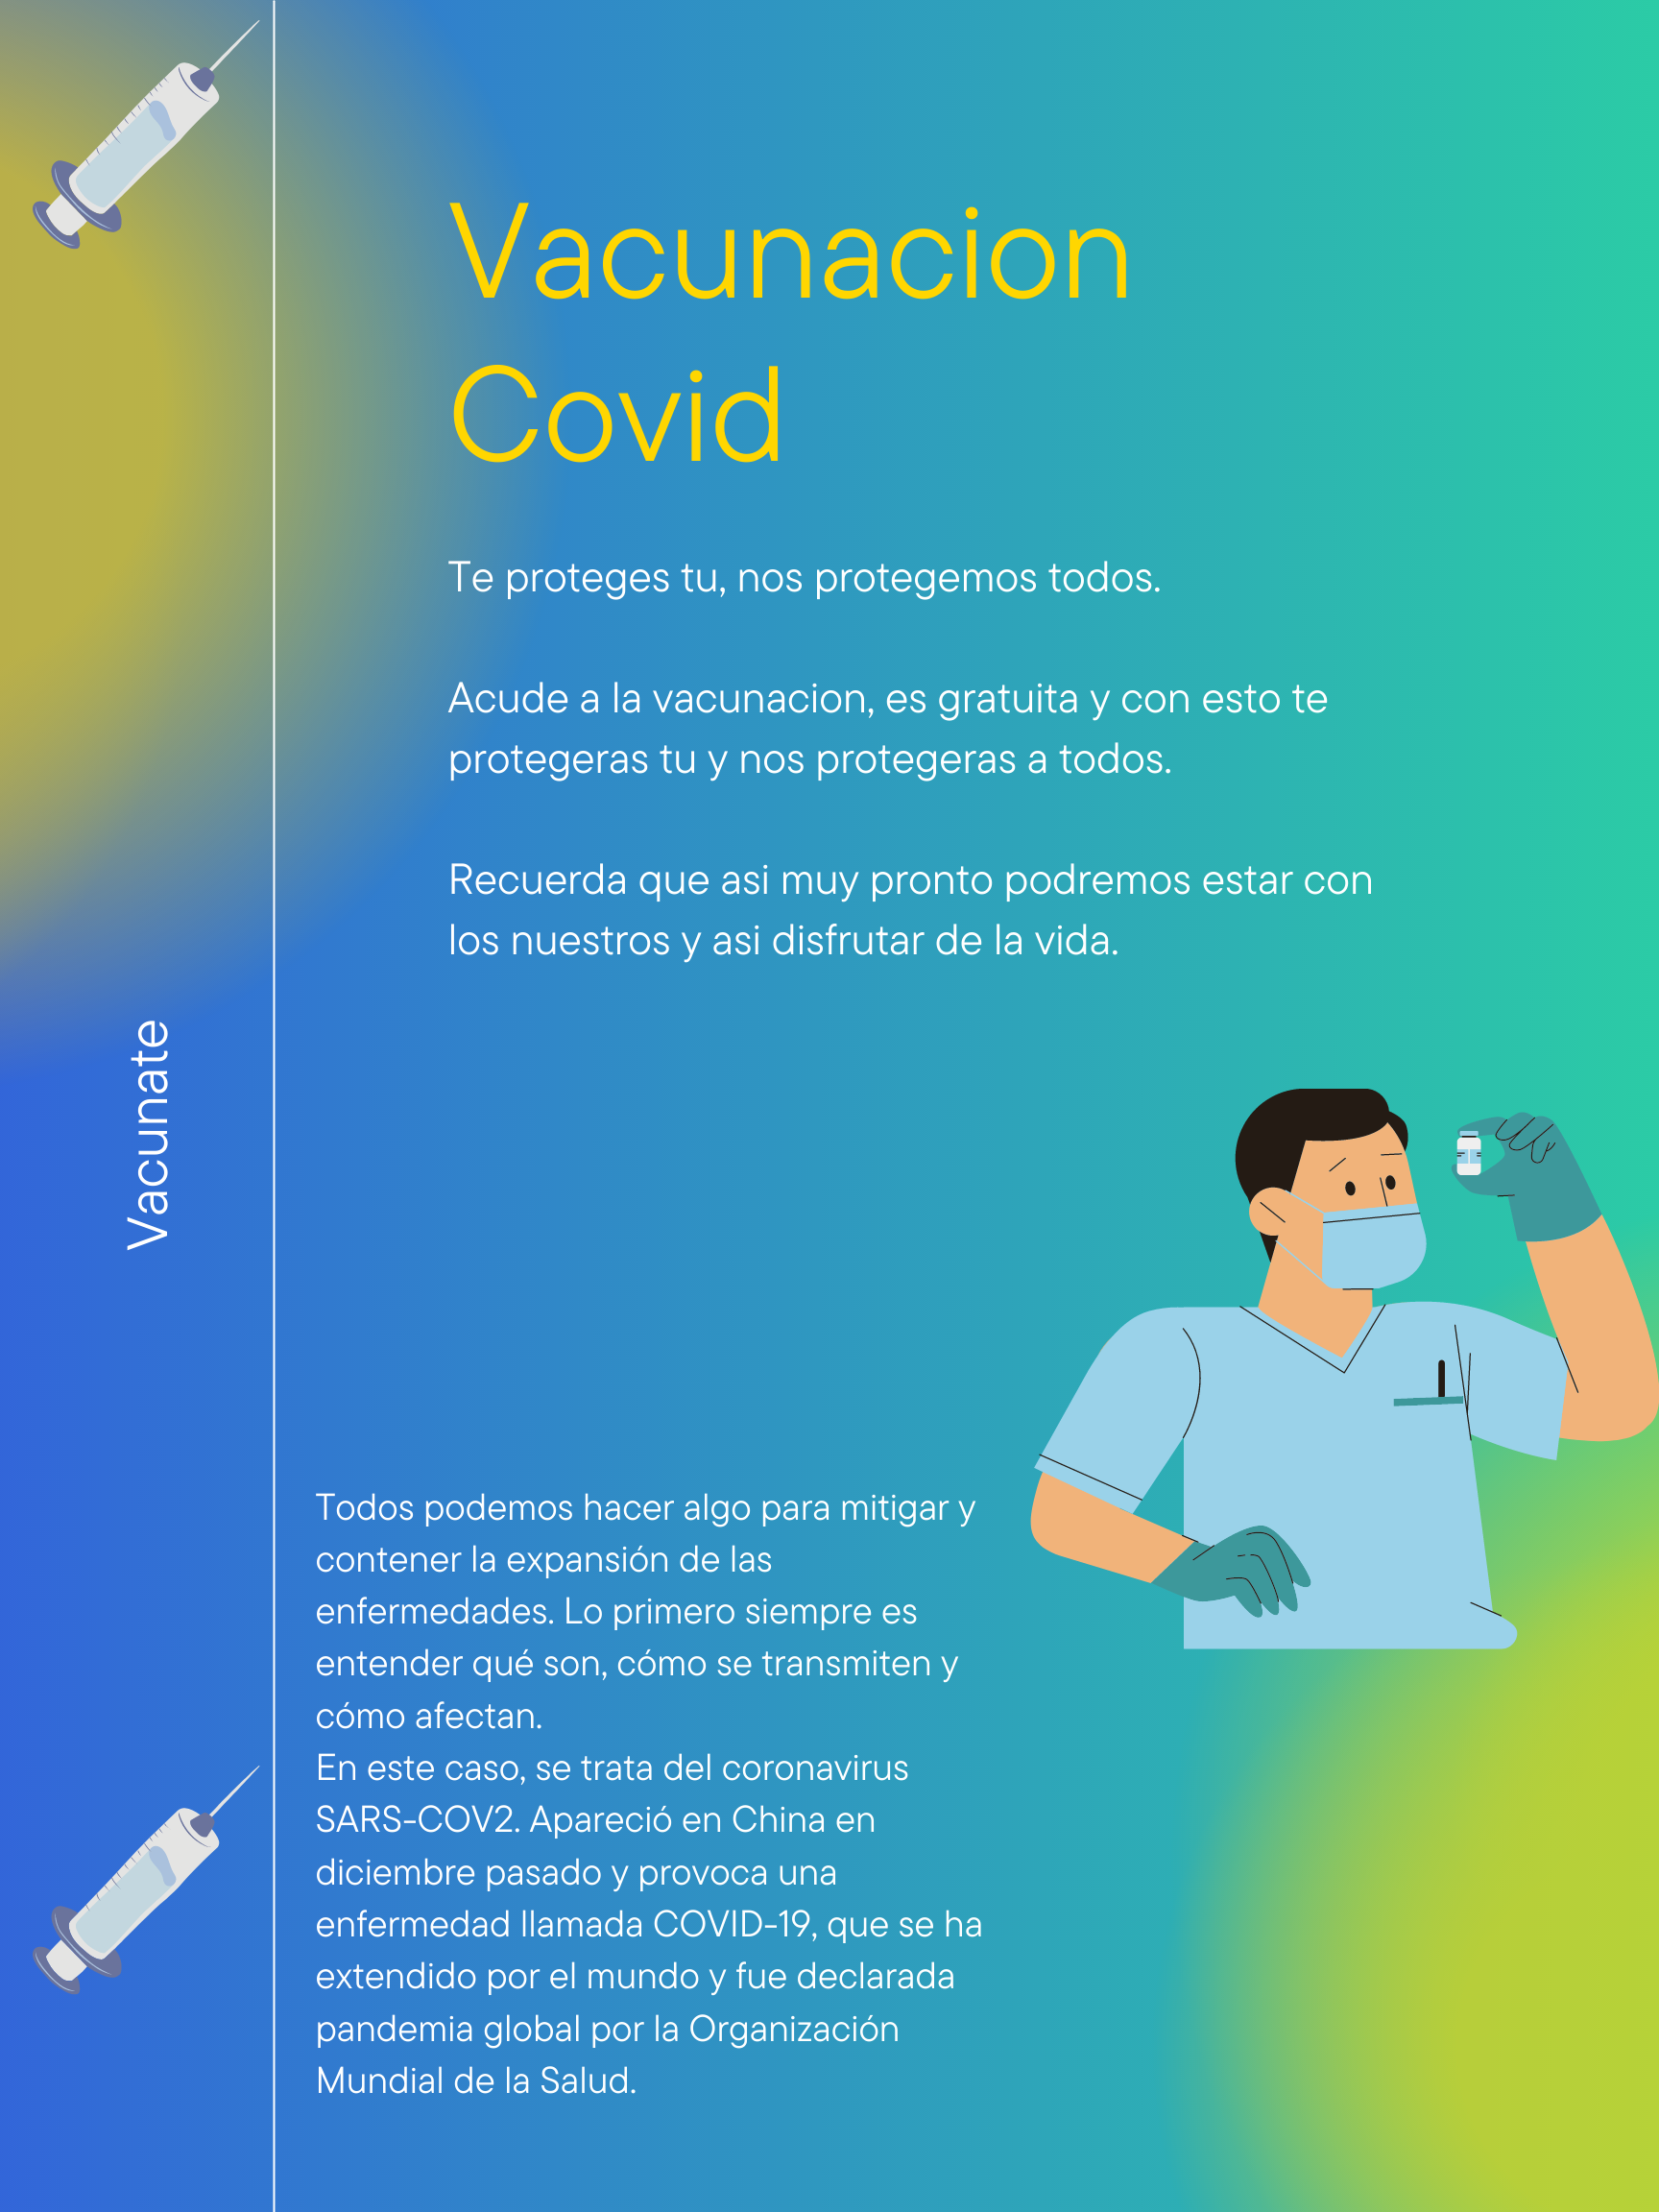 Vacunacion
Covid
Te proteges tu, nos protegemos todos.
Acude a la vacunacion, es gratuita y con esto te
protegeras tu y nos protegeras a todos.
Recuerda que asi muy pronto podremos estar con
los nuestros y asi disfrutar de la vida.
Vacunate
Todos podemos hacer algo para mitigar y
contener la expansión de las
enfermedades. Lo primero siempre es
entender qué son, cómo se transmiten y
cómo afectan.
En este caso, se trata del coronavirus
SARS-COV2. Apareció en China en
diciembre pasado y provoca una
enfermedad llamada COVID-19, que se ha
extendido por el mundo y fue declarada
pandemia global por la Organización
Mundial de la Salud.